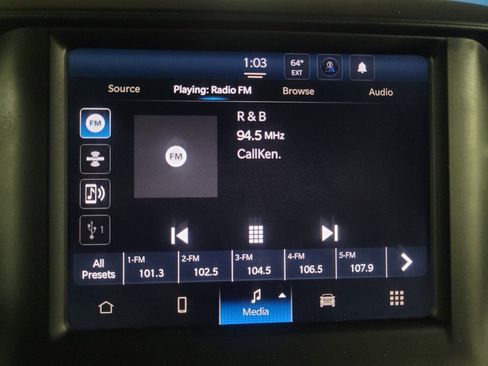 1:03
64°
EXT
Source
Playing: Radio FM
Browse
Audio
FM
R & B
94.5 MHz
CallKen.
FM
1
All
Presets
1-FM
101.3
2-FM
102.5
3-FM
104.5
4-FM
106.5
5-FM
107.9
Media